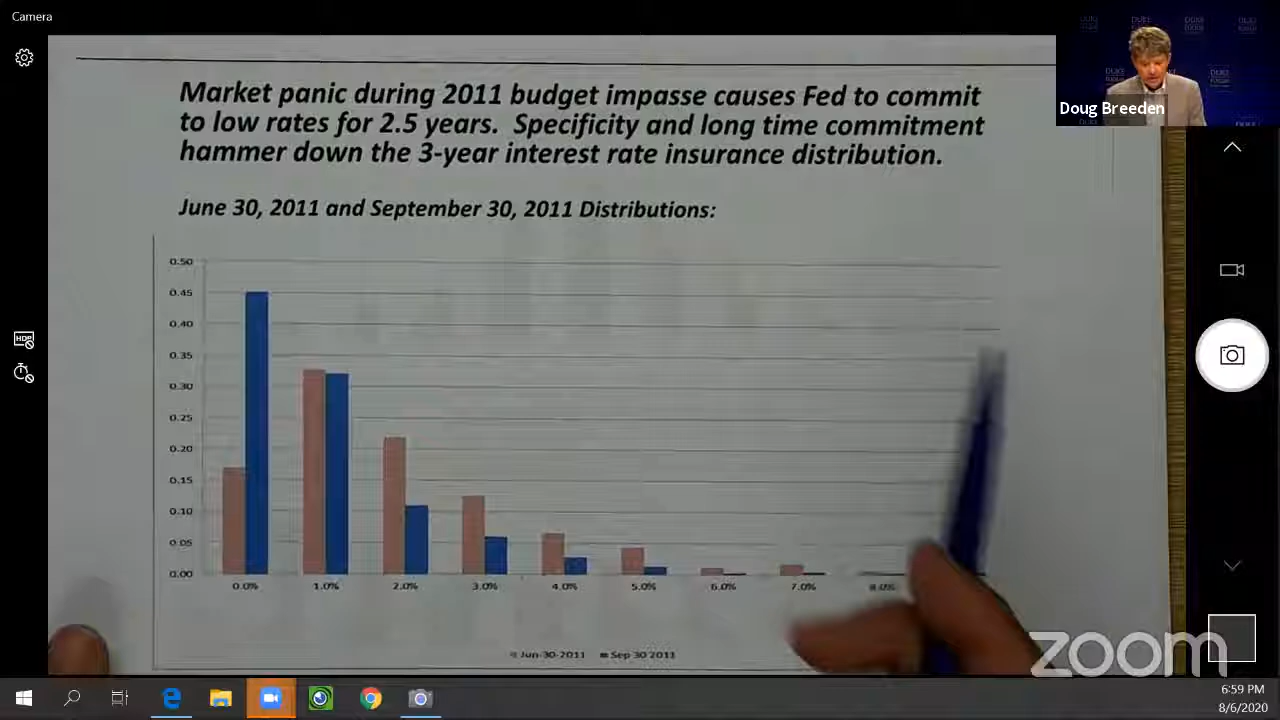 Camera
Market panic during 2011 budget impasse causes Fed to commit
to low rates for 2.5 years. Specificity and long time commitment
hammer down the 3-year interest rate insurance distribution.
June 30, 2011 and September 30, 2011 Distributions:
Doug Breeden
0.50
0.45
0.40
0.35
0.30
0.25
0.20
0.15
0.10
0.05
0.00
0.0% 1.0% 2.0% 3.0% 4.0% 5.0% 6.0% 7.0% 8.0%
Jun-30-2011 Sep 30 2011
zoom
6:59 PM
8/6/2020